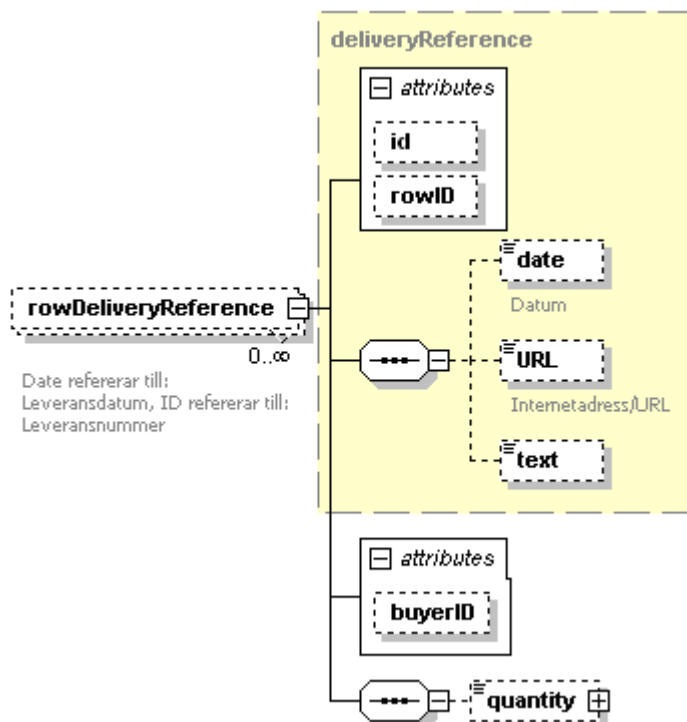 deliveryReference
attributes
id
rowID
rowDeliveryReference
0..∞
Date refererar till:
Leveransdatum, ID refererar till:
Leveransnummer
date
Datum
URL
Internetadress/URL
text
attributes
buyerID
quantity